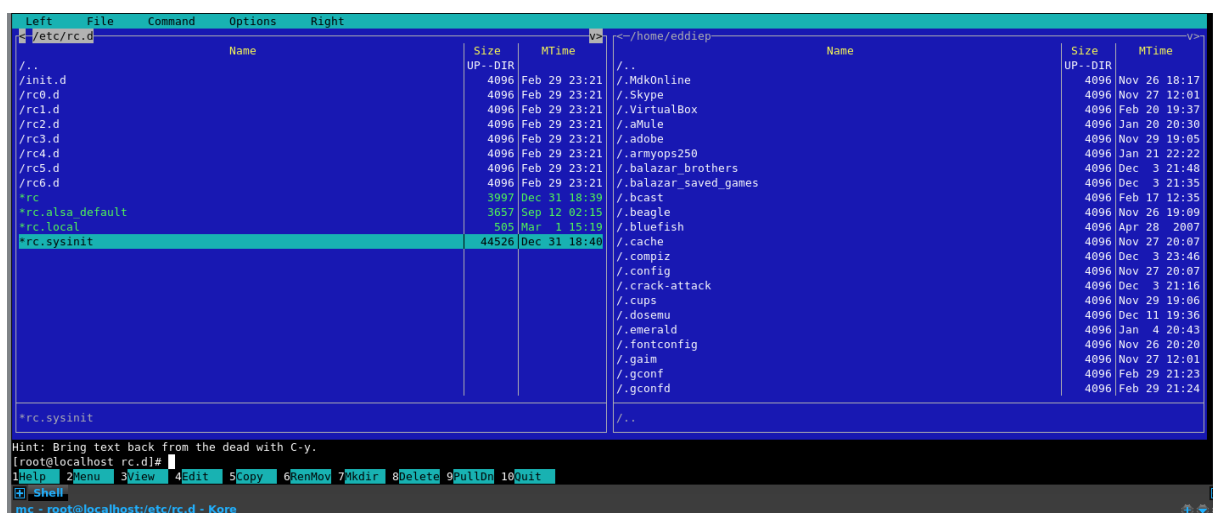 Left File Command Options Right
<-/etc/rc.d v>
Name Size MTime
/.. UP--DIR
/init.d 4096 Feb 29 23:21
/rc0.d 4096 Feb 29 23:21
/rc1.d 4096 Feb 29 23:21
/rc2.d 4096 Feb 29 23:21
/rc3.d 4096 Feb 29 23:21
/rc4.d 4096 Feb 29 23:21
/rc5.d 4096 Feb 29 23:21
/rc6.d 4096 Feb 29 23:21
*rc 3997 Dec 31 18:39
*rc.alsa_default 3657 Sep 12 02:15
*rc.local 505 Mar 1 15:19
*rc.sysinit 44526 Dec 31 18:40
*rc.sysinit
<-/home/eddiep v>
Name Size MTime
/.. UP--DIR
/.MdkOnline 4096 Nov 26 18:17
/.Skype 4096 Nov 27 12:01
/.VirtualBox 4096 Feb 20 19:37
/.aMule 4096 Jan 20 20:30
/.adobe 4096 Nov 29 19:05
/.armyops250 4096 Jan 21 22:22
/.balazar_brothers 4096 Dec 3 21:48
/.balazar_saved_games 4096 Dec 3 21:35
/.bcast 4096 Feb 17 12:35
/.beagle 4096 Nov 26 19:09
/.bluefish 4096 Apr 28 2007
/.cache 4096 Nov 27 20:07
/.compiz 4096 Dec 3 23:46
/.config 4096 Nov 27 20:07
/.crack-attack 4096 Dec 3 21:16
/.cups 4096 Nov 29 19:06
/.dosemu 4096 Dec 11 19:36
/.emerald 4096 Jan 4 20:43
/.fontconfig 4096 Nov 26 20:20
/.gaim 4096 Nov 27 12:01
/.gconf 4096 Feb 29 21:23
/.gconfd 4096 Feb 29 21:24
/..
Hint: Bring text back from the dead with C-y.
[root@localhost rc.d]#
1Help 2Menu 3View 4Edit 5Copy 6RenMov 7Mkdir 8Delete 9PullDn 10Quit
Shell
mc - root@localhost:/etc/rc.d - Kore